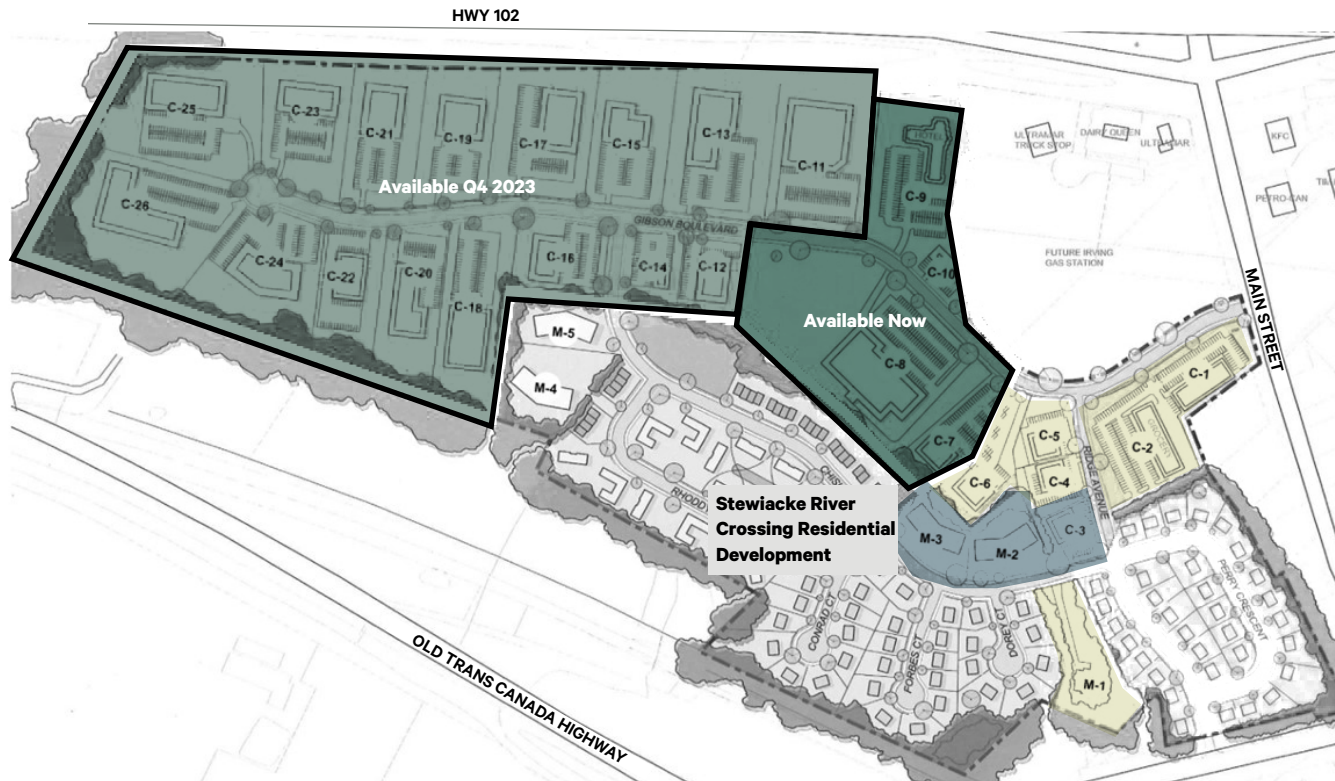 HWY 102
C-25
C-23
C-21
C-19
C-17
C-15
C-13
C-11
HOTEL
ULTRAMAR
TRUCK STOP
DAIRY QUEEN
ULTRAMAR
KFC
PETRO-CAN
Available Q4 2023
C-26
C-9
GIBSON BOULEVARD
FUTURE IRVING
GAS STATION
MAIN STREET
C-24
C-22
C-20
C-18
C-16
C-14
C-12
C-10
Available Now
M-5
M-4
C-8
C-7
C-1
C-2
C-5
C-4
C-6
RIDGE AVENUE
Stewiacke River
Crossing Residential
Development
M-3
M-2
C-3
PERRY CRESCENT
CONRAD CT
FORBES CT
DOREY CT
M-1
OLD TRANS CANADA HIGHWAY